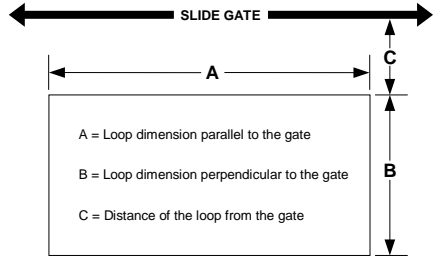 SLIDE GATE
C
A
A = Loop dimension parallel to the gate
B = Loop dimension perpendicular to the gate
B
C = Distance of the loop from the gate